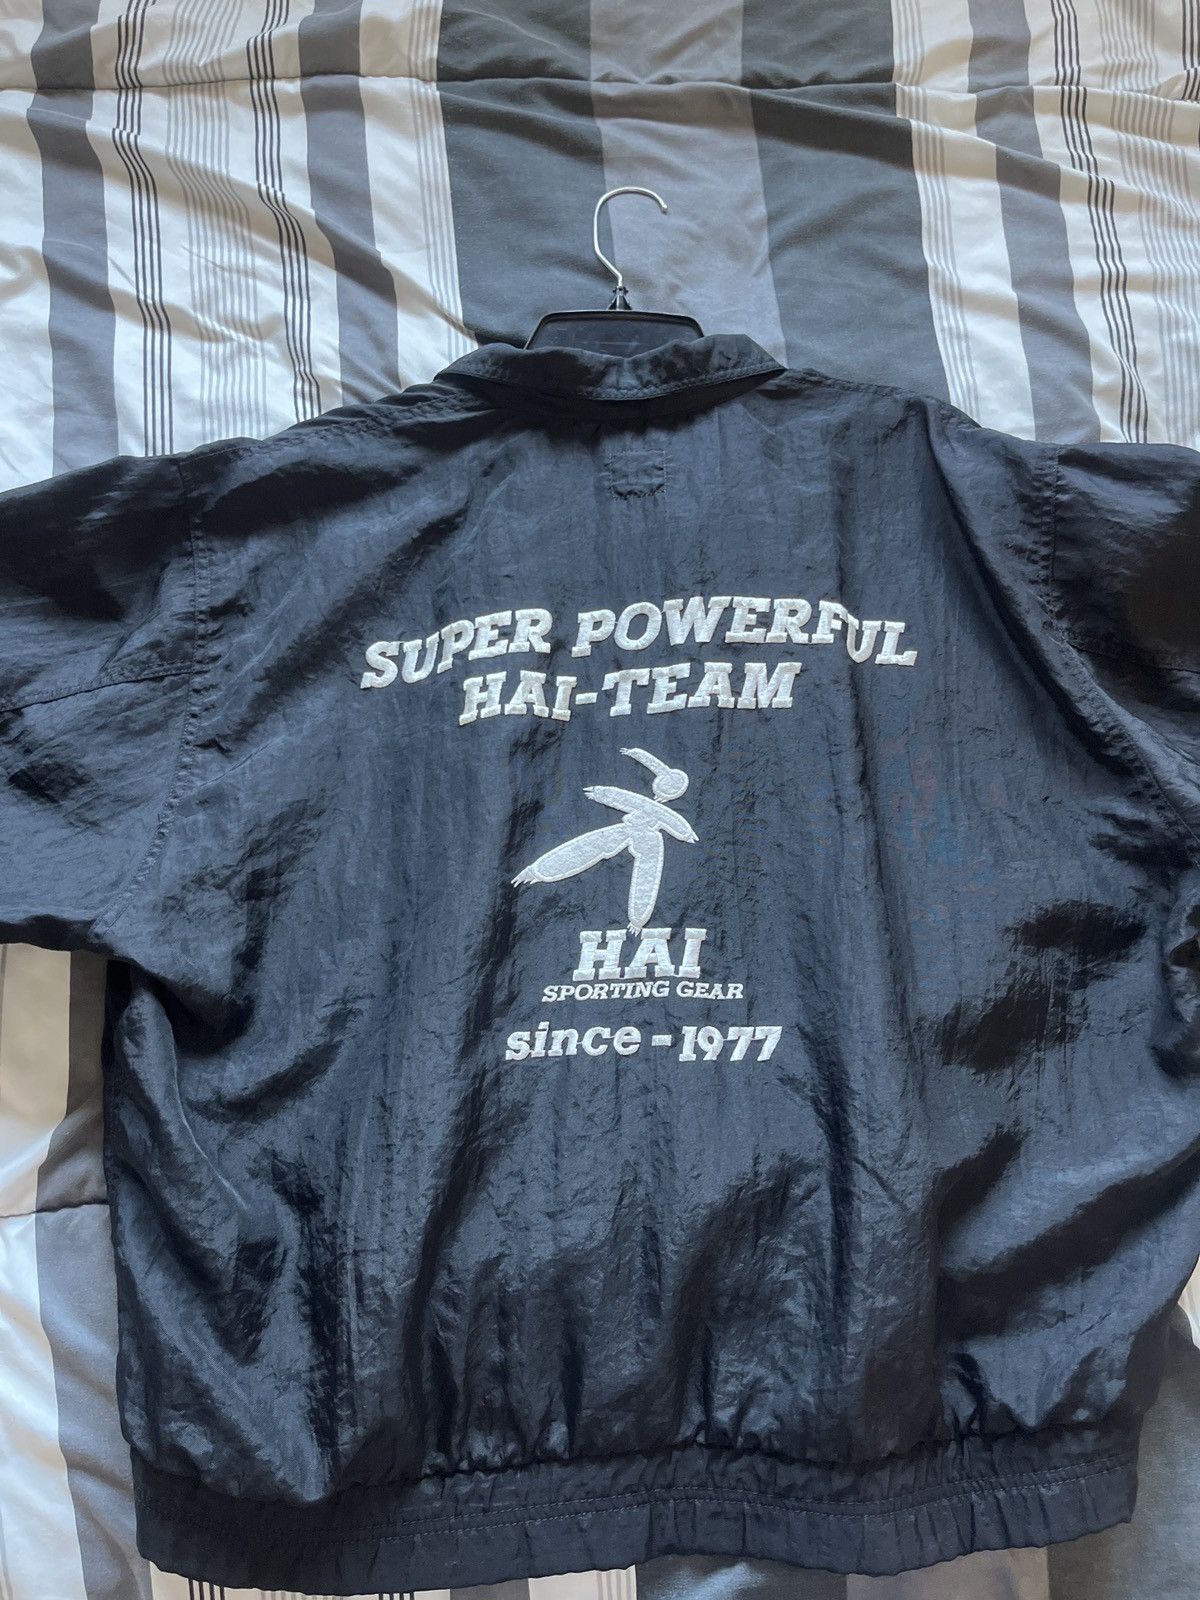 SUPER POWERFUL
HAI-TEAM
HAI
SPORTING GEAR
since-1977